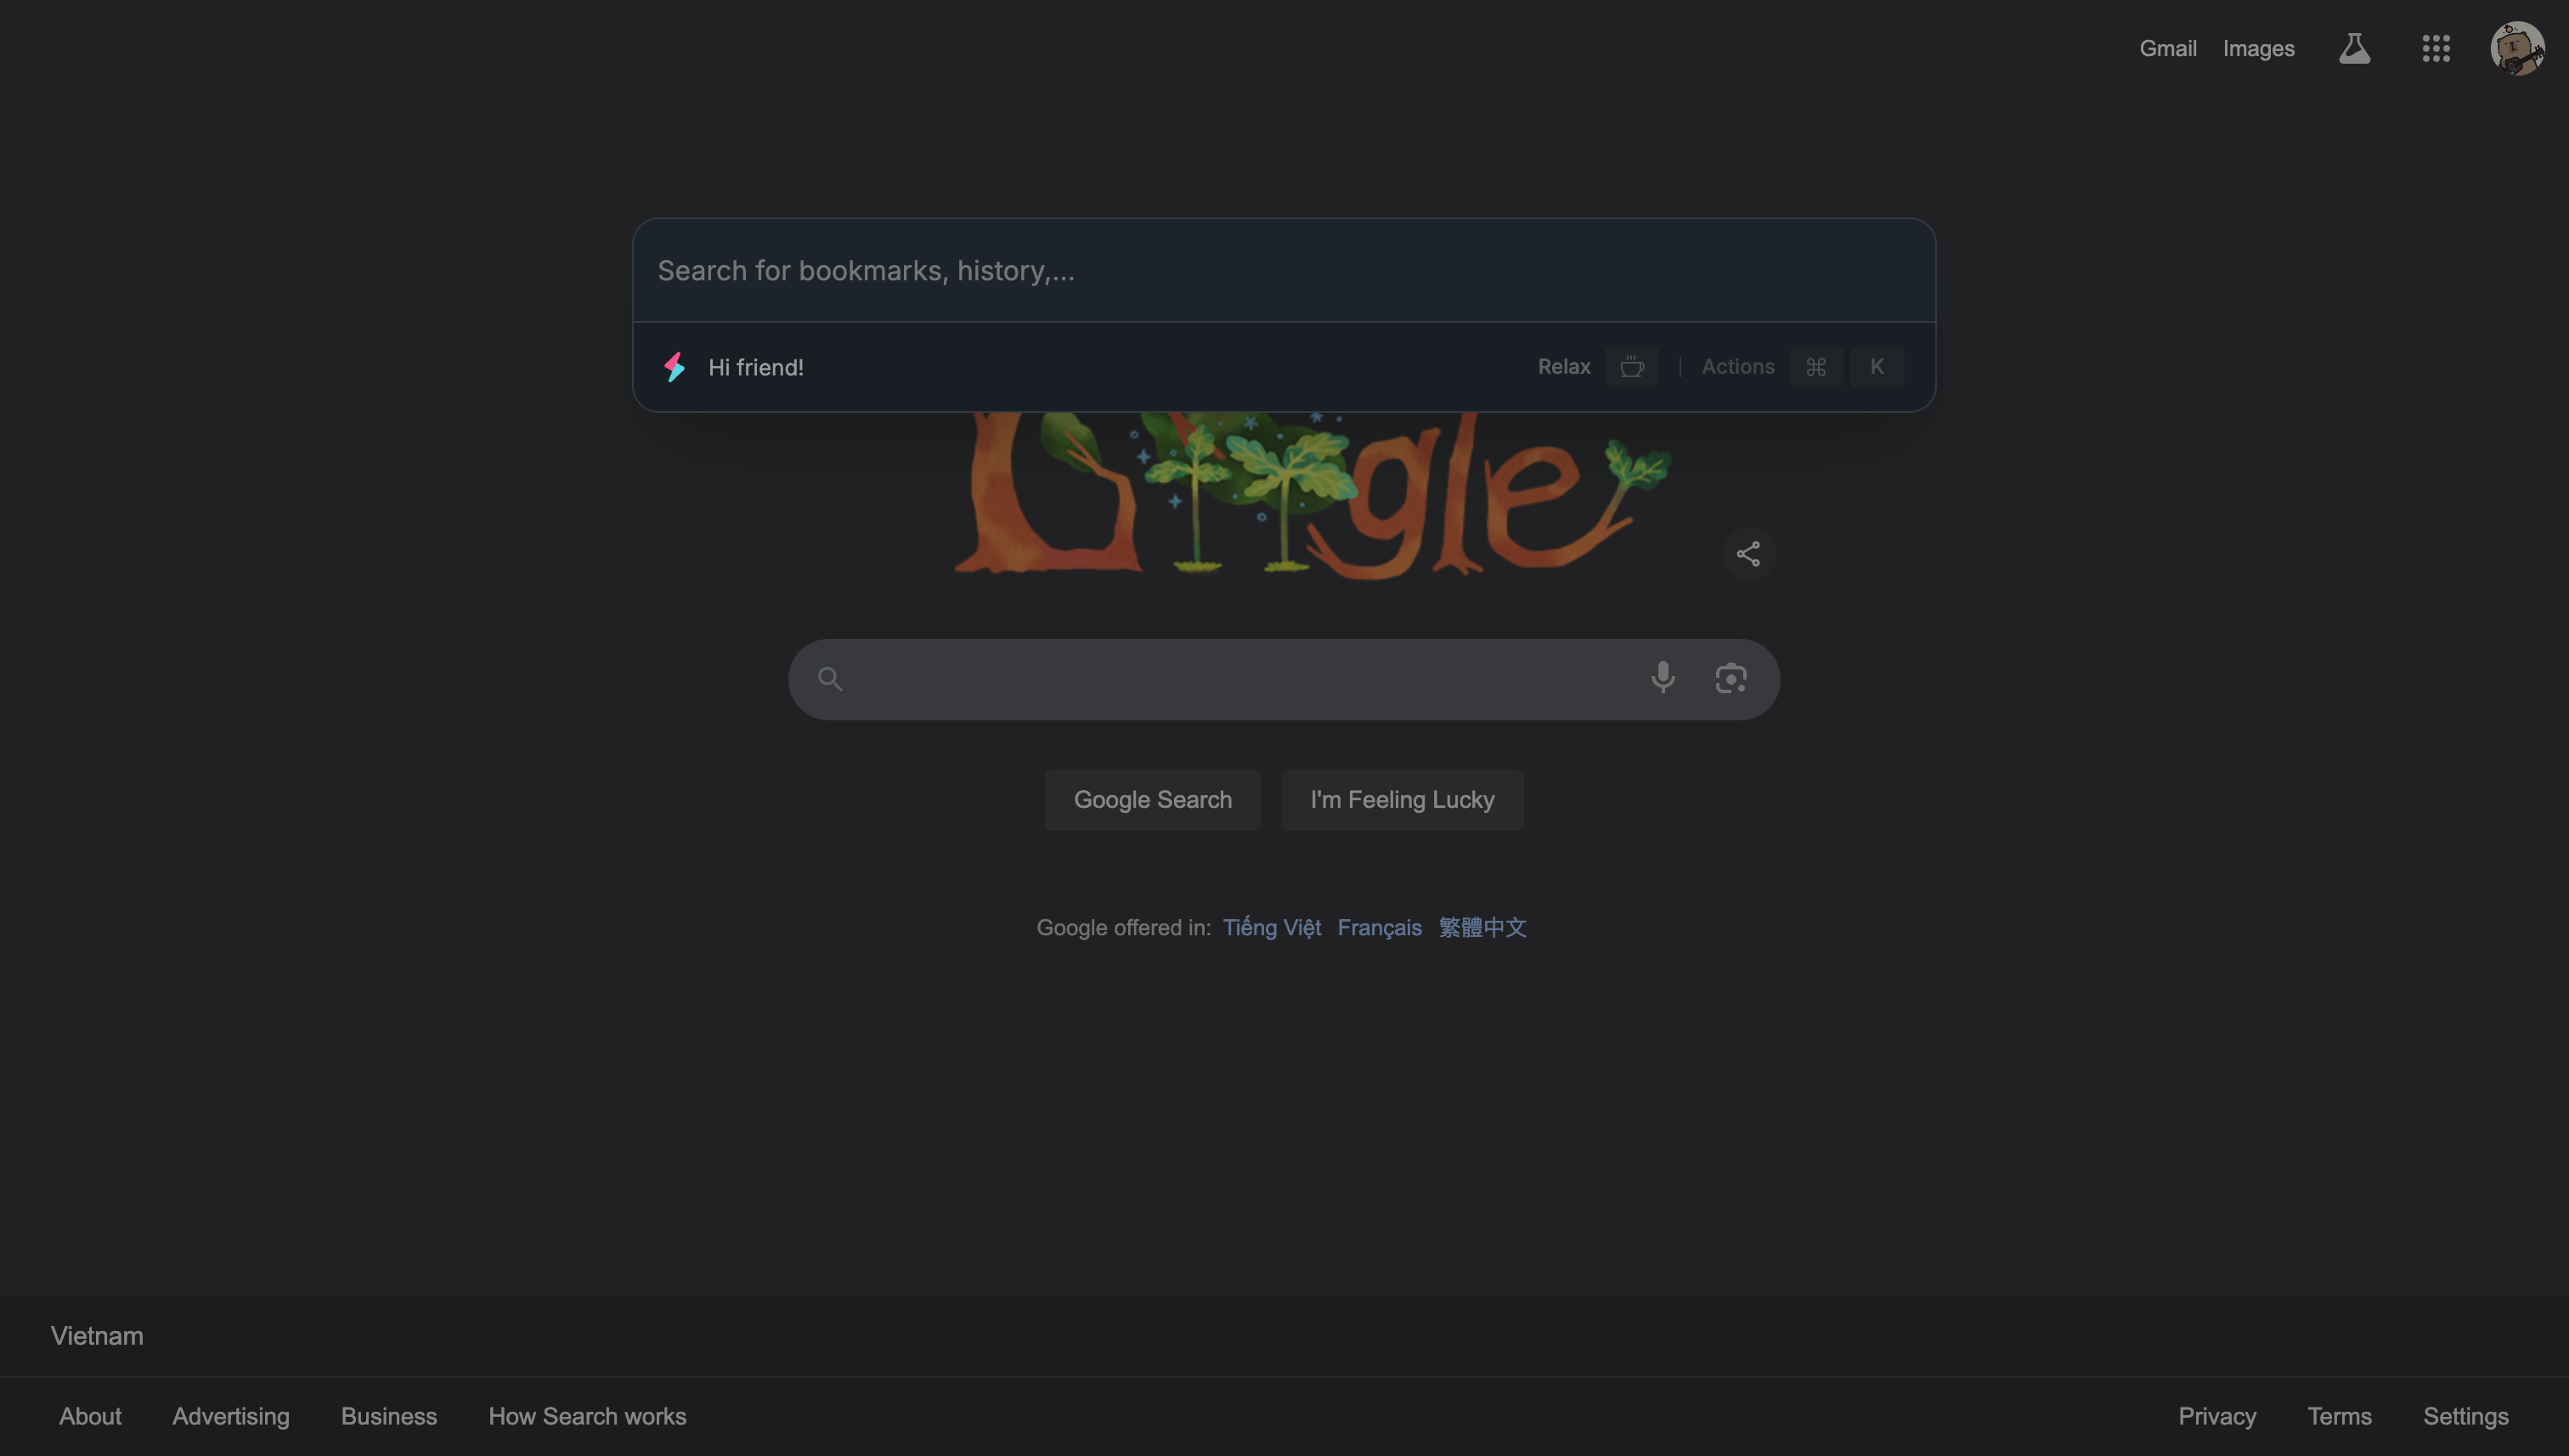 Gmail Images
Search for bookmarks, history,...
Hi friend! Relax | Actions ⌘ K
Google Search I'm Feeling Lucky
Google offered in: Tiếng Việt Français 繁體中文
Vietnam
About Advertising Business How Search works Privacy Terms Settings